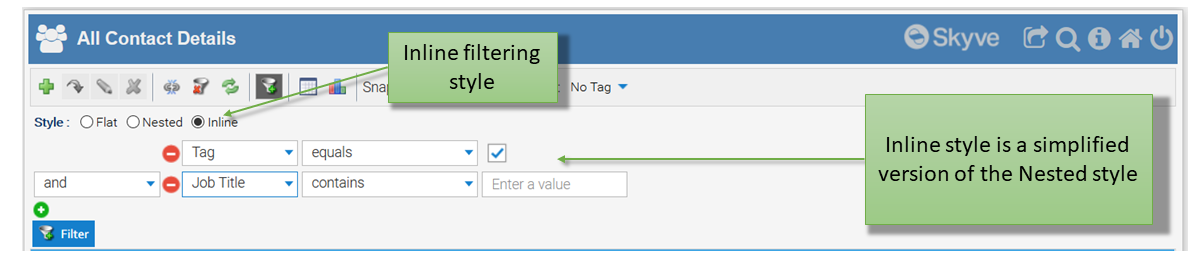 All Contact Details
Skyve
Inline filtering
style
Snap
: No Tag
Style : Flat Nested Inline
Tag equals
and Job Title contains Enter a value
Filter
Inline style is a simplified
version of the Nested style